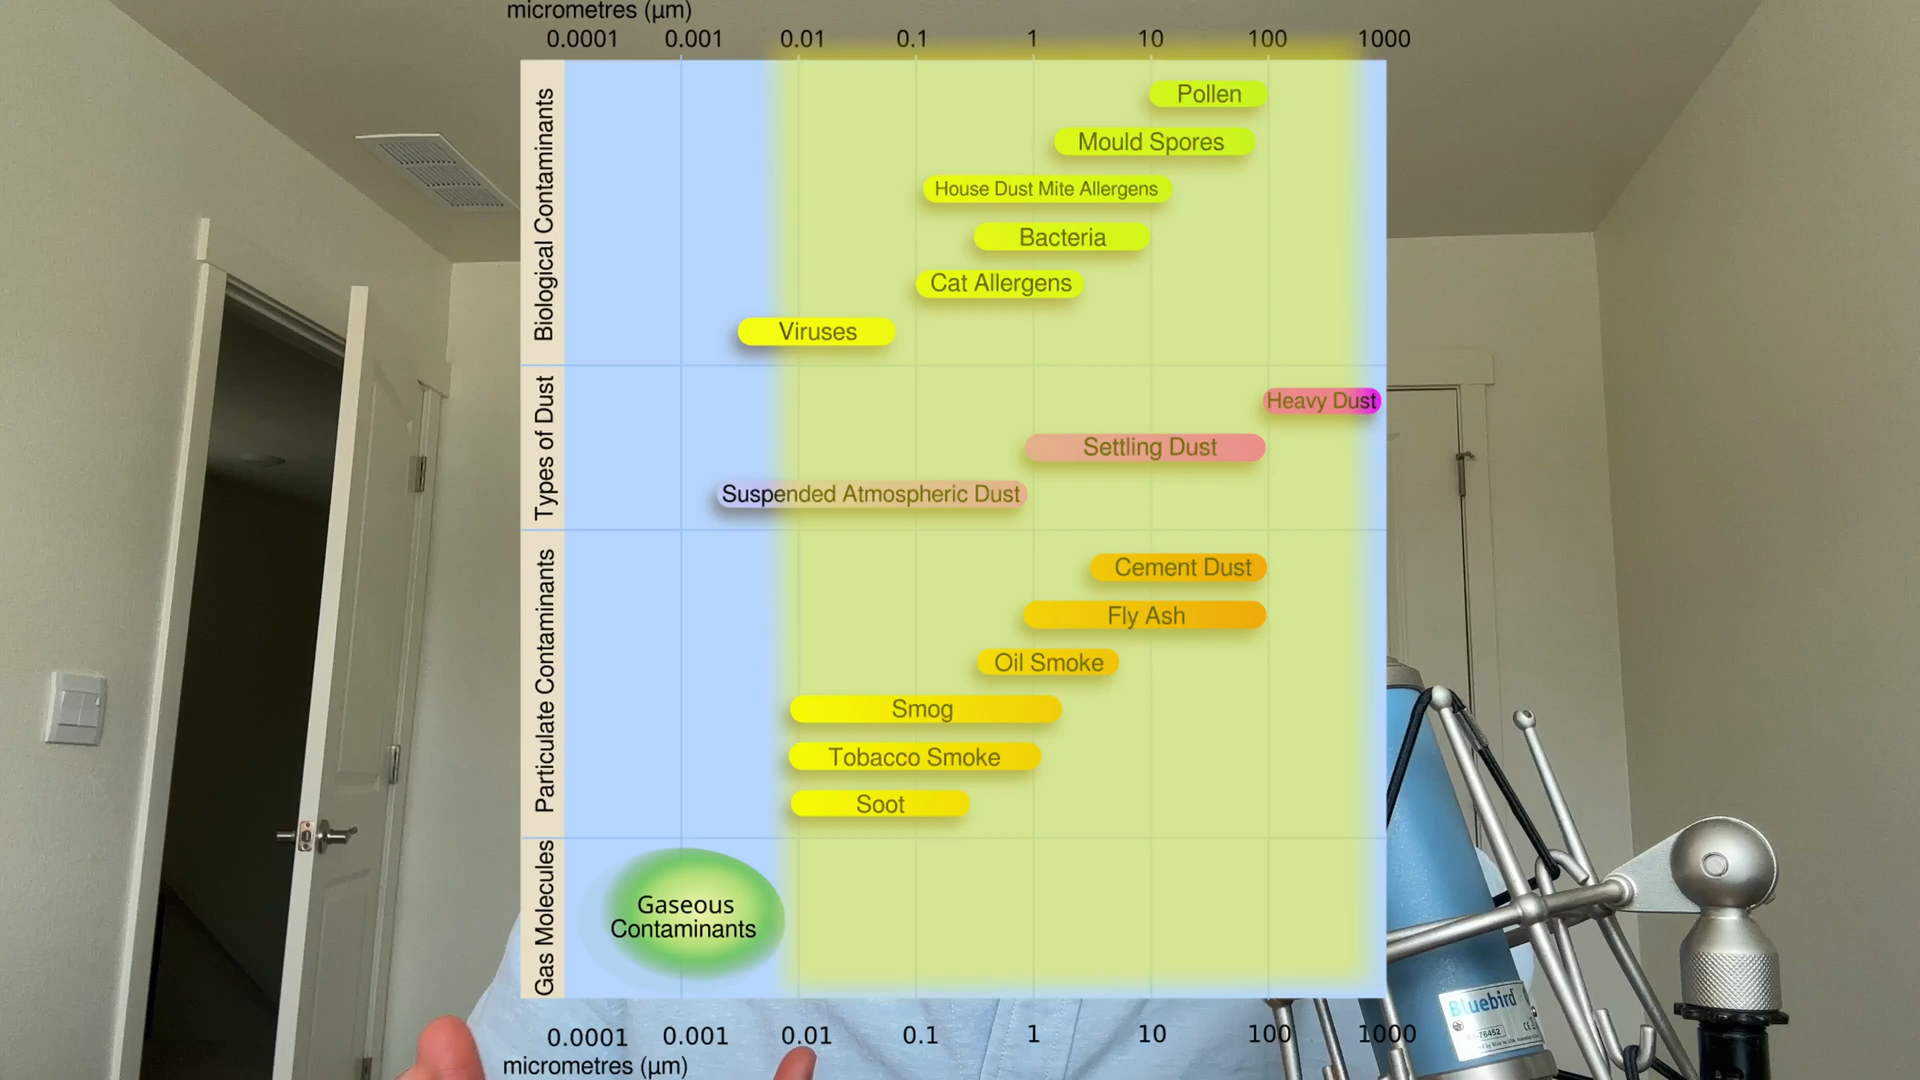 micrometres (µm)
0.0001 0.001 0.01 0.1 1 10 100 1000
Biological Contaminants
Pollen
Mould Spores
House Dust Mite Allergens
Bacteria
Cat Allergens
Viruses
Types of Dust
Heavy Dust
Settling Dust
Suspended Atmospheric Dust
Particulate Contaminants
Cement Dust
Fly Ash
Oil Smoke
Smog
Tobacco Smoke
Soot
Gas Molecules
Gaseous
Contaminants
Bluebird
0.0001 0.001 0.01 0.1 1 10 100 1000
micrometres (µm)